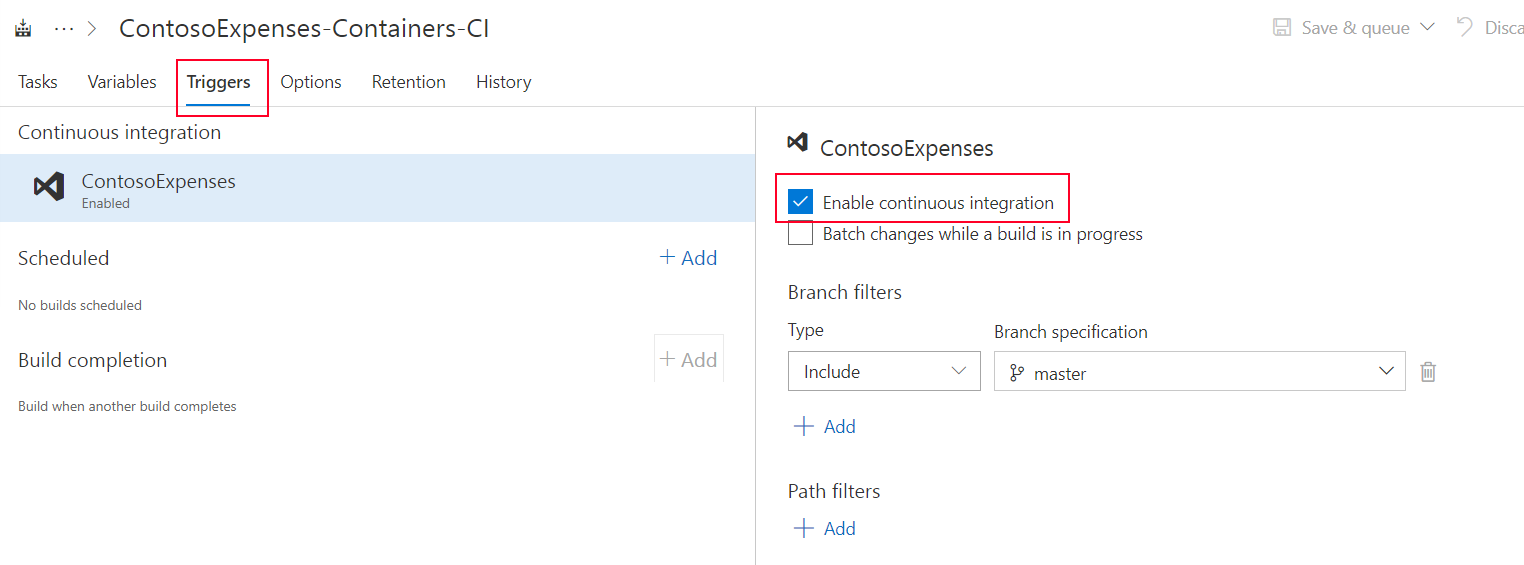 ... ContosoExpenses-Containers-CI
Save & queue
Disca
Tasks Variables Triggers Options Retention History
Continuous integration
ContosoExpenses
Enabled
Scheduled
+ Add
No builds scheduled
Build completion
+ Add
Build when another build completes
ContosoExpenses
Enable continuous integration
Batch changes while a build is in progress
Branch filters
Type
Branch specification
Include
master
+ Add
Path filters
+ Add